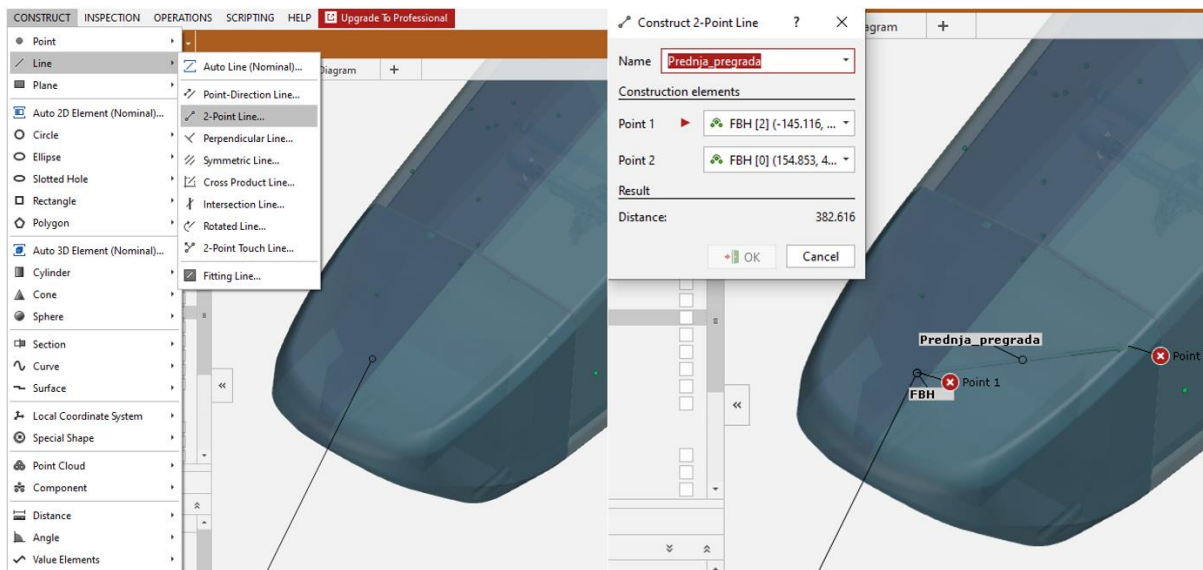 CONSTRUCT INSPECTION OPERATIONS SCRIPTING HELP Upgrade To Professional
Point
Line
Plane
Auto 2D Element (Nominal)...
Circle
Ellipse
Slotted Hole
Rectangle
Polygon
Auto 3D Element (Nominal)...
Cylinder
Cone
Sphere
Section
Curve
Surface
Local Coordinate System
Special Shape
Point Cloud
Component
Distance
Angle
Value Elements
Diagram +
Auto Line (Nominal)...
Point-Direction Line...
2-Point Line...
Perpendicular Line...
Symmetric Line...
Cross Product Line...
Intersection Line...
Rotated Line...
2-Point Touch Line...
Fitting Line...
«
Construct 2-Point Line ? ×
Name Prednja_pregrada
Construction elements
Point 1 FBH [2] (-145.116, ...
Point 2 FBH [0] (154.853, 4...
Result
Distance: 382.616
OK Cancel
agram +
«
Prednja_pregrada
Point
Point 1
FBH